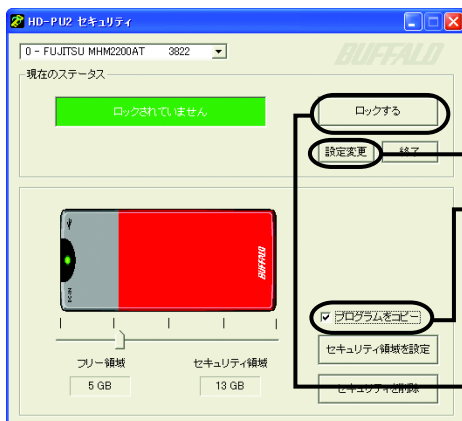 HD-PU2 セキュリティ
0 - FUJITSU MHM2200AT 3822
BUFFALO
現在のステータス
ロックされていません
ロックする
設定変更
終了
BUFFALO
プログラムをコピー
セキュリティ領域を設定
フリー領域
セキュリティ領域
5 GB
13 GB
セキュリティを削除